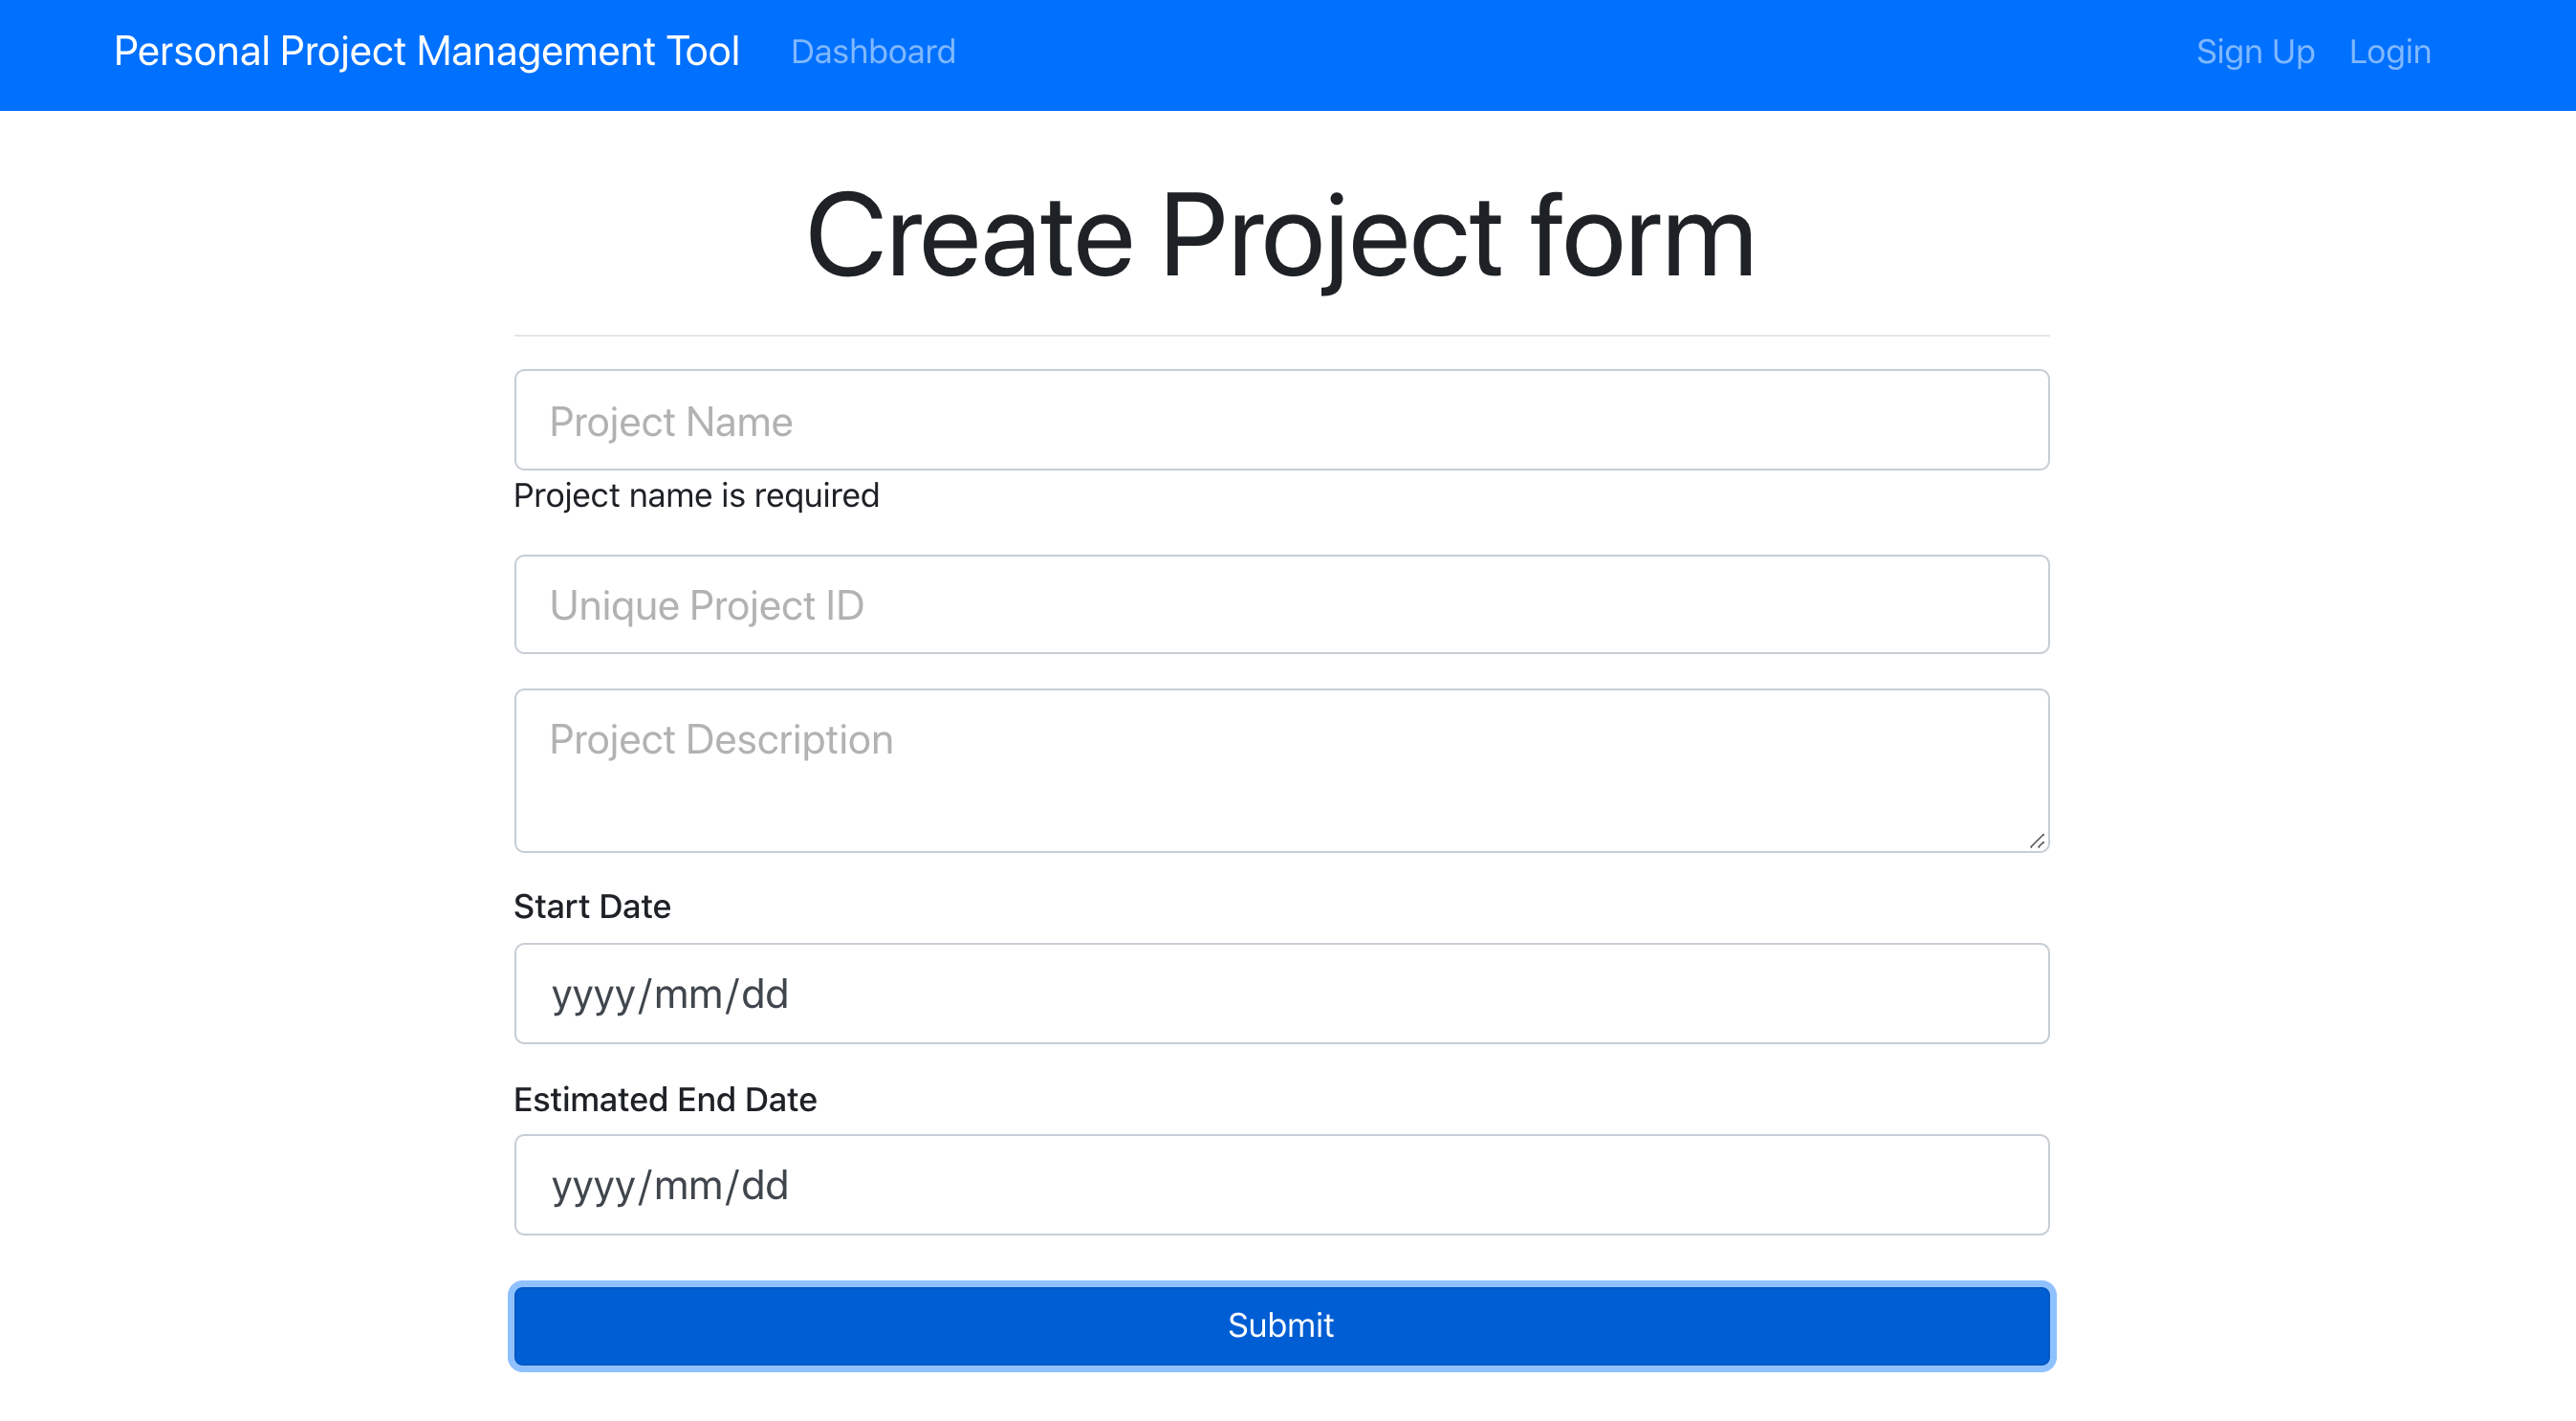 Personal Project Management Tool Dashboard Sign Up Login
Create Project form
Project Name
Project name is required
Unique Project ID
Project Description
Start Date
yyyy/mm/dd
Estimated End Date
yyyy/mm/dd
Submit